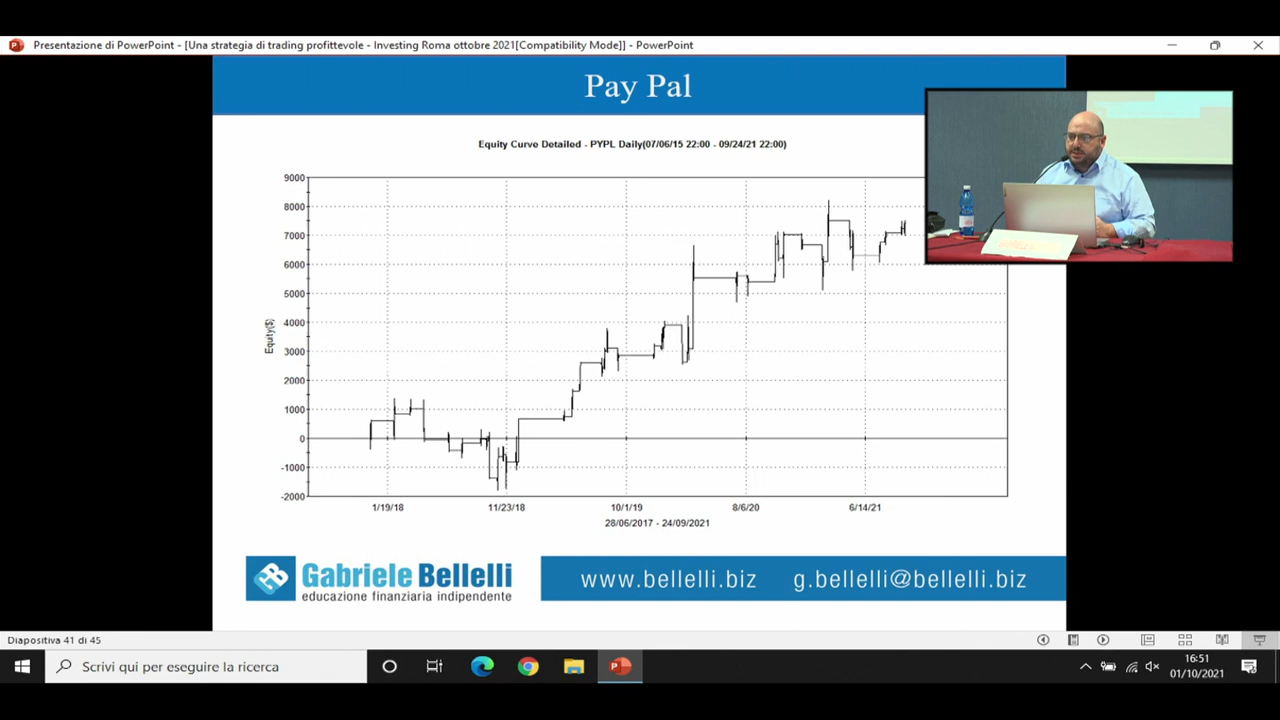 Presentazione di PowerPoint - [Una strategia di trading profittevole - Investing Roma ottobre 2021[Compatibility Mode]] - PowerPoint
Pay Pal
Equity Curve Detailed - PYPL Daily(07/06/15 22:00 - 09/24/21 22:00)
9000
8000
7000
6000
5000
4000
3000
2000
1000
0
-1000
-2000
Equity($)
1/19/18 11/23/18 10/1/19 8/6/20 6/14/21
28/06/2017 - 24/09/2021
Gabriele Bellelli
educazione finanziaria indipendente
www.bellelli.biz g.bellelli@bellelli.biz
Diapositiva 41 di 45
Scrivi qui per eseguire la ricerca
16:51
01/10/2021